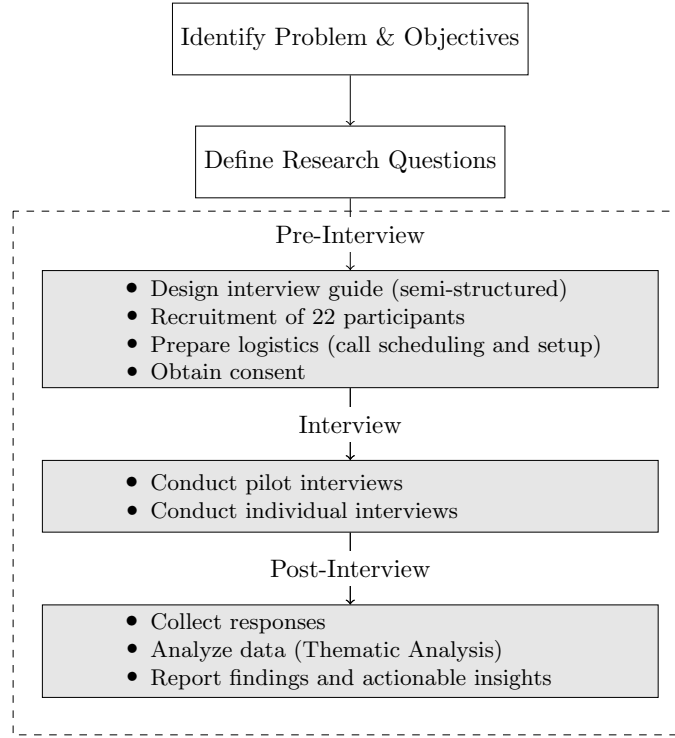 Identify Problem & Objectives
Define Research Questions
Pre-Interview
• Design interview guide (semi-structured)
• Recruitment of 22 participants
• Prepare logistics (call scheduling and setup)
• Obtain consent
Interview
• Conduct pilot interviews
• Conduct individual interviews
Post-Interview
• Collect responses
• Analyze data (Thematic Analysis)
• Report findings and actionable insights